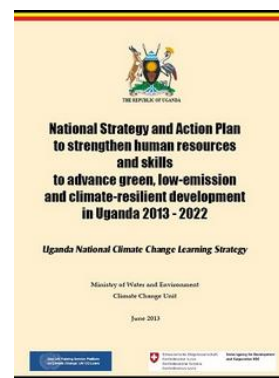 THE REPUBLIC OF UGANDA
National Strategy and Action Plan
to strengthen human resources
and skills
to advance green, low-emission
and climate-resilient development
in Uganda 2013 - 2022
Uganda National Climate Change Learning Strategy
Ministry of Water and Environment
Climate Change Unit
June 2013